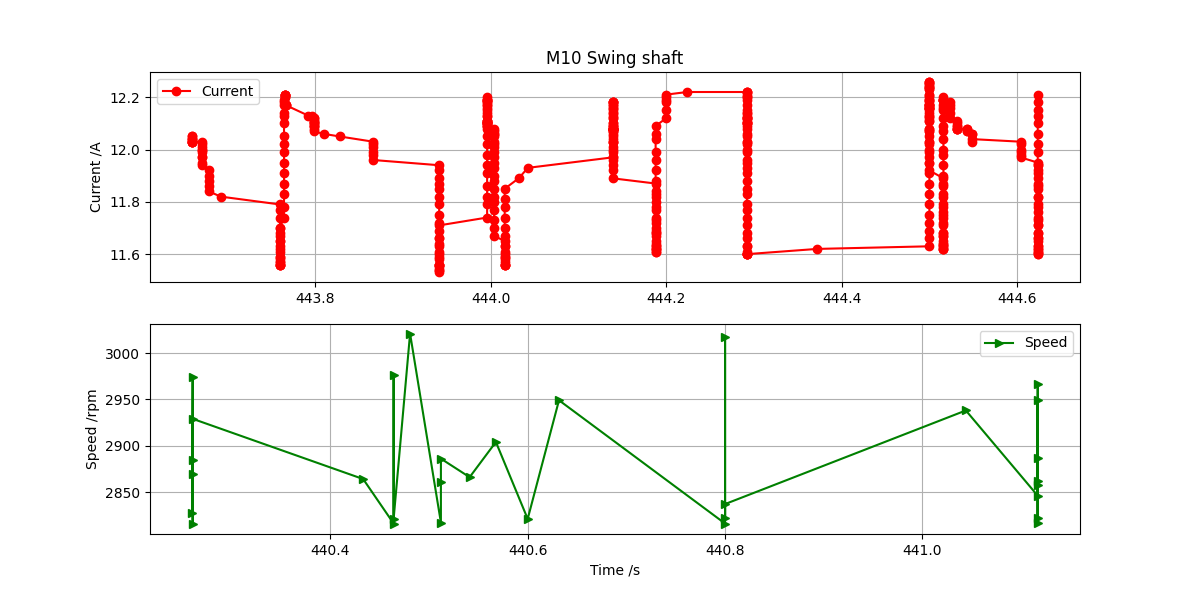 M10 Swing shaft
Current /A
12.2
12.0
11.8
11.6
Current
443.8 444.0 444.2 444.4 444.6
Speed /rpm
3000
2950
2900
2850
Speed
440.4 440.6 440.8 441.0
Time /s